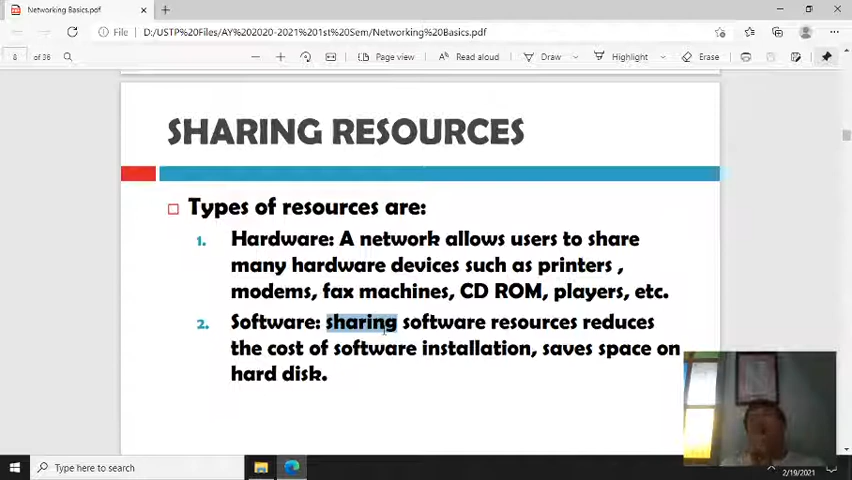 Networking Basics.pdf
File
D:/USTP%20Files/AY%202020-2021%201st%20Sem/Networking%20Basics.pdf
8 of 36
Page view
Read aloud
Draw
Highlight
Erase
SHARING RESOURCES
Types of resources are:
1. Hardware: A network allows users to share
many hardware devices such as printers ,
modems, fax machines, CD ROM, players, etc.
2. Software: sharing software resources reduces
the cost of software installation, saves space on
hard disk.
Type here to search
2/19/2021